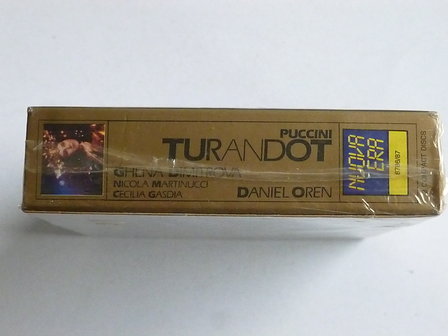 PUCCINI
TURANDOT
GHENA DIMITROVA
NICOLA MARTINUCCI
CECILIA GASDIA
DANIEL OREN
NUOVA
ERA
COMPACT DISCS